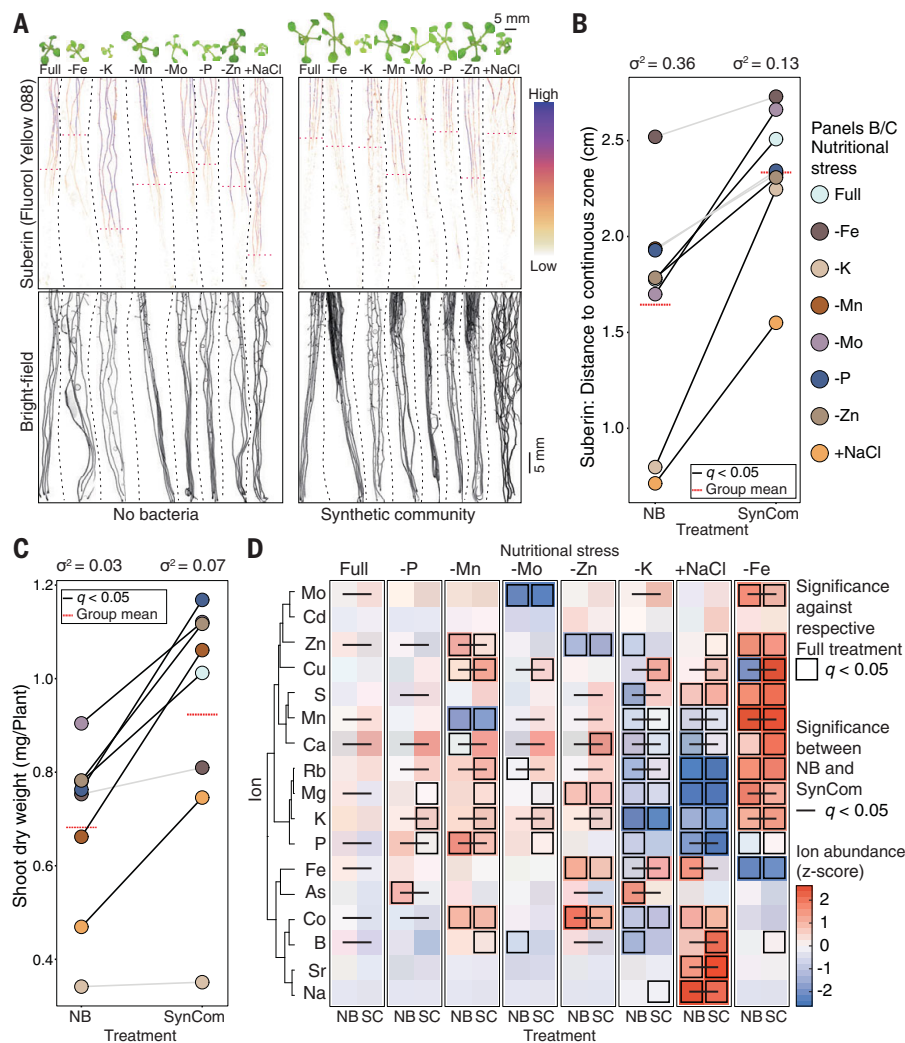 A
5 mm
Full -Fe -K -Mn -Mo -P -Zn +NaCl
Full -Fe -K -Mn -Mo -P -Zn +NaCl
Suberin (Fluorol Yellow 088)
High
Low
Bright-field
5 mm
No bacteria
Synthetic community
B
σ² = 0.36 σ² = 0.13
Suberin: Distance to continuous zone (cm)
2.5
2.0
1.5
1.0
q < 0.05
Group mean
NB SynCom
Treatment
Panels B/C
Nutritional
stress
Full
-Fe
-K
-Mn
-Mo
-P
-Zn
+NaCl
C
σ² = 0.03 σ² = 0.07
Shoot dry weight (mg/Plant)
1.2
1.0
0.8
0.6
0.4
q < 0.05
Group mean
NB SynCom
Treatment
D
Nutritional stress
Full -P -Mn -Mo -Zn -K +NaCl -Fe
Ion
Mo
Cd
Zn
Cu
S
Mn
Ca
Rb
Mg
K
P
Fe
As
Co
B
Sr
Na
NB SC NB SC NB SC NB SC NB SC NB SC NB SC NB SC
Treatment
Significance
against
respective
Full treatment
q < 0.05
Significance
between
NB and
SynCom
q < 0.05
Ion abundance
(z-score)
2
1
0
-1
-2